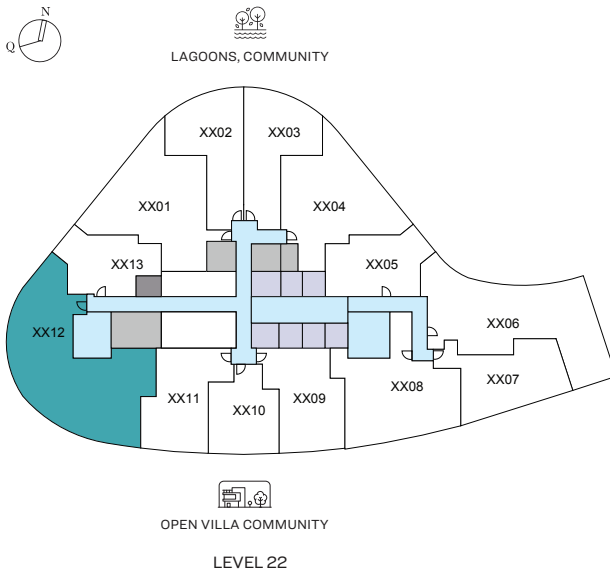 N
Q
LAGOONS, COMMUNITY
XX02
XX03
XX01
XX04
XX13
XX05
XX12
XX06
XX08
XX07
XX11
XX10
XX09
OPEN VILLA COMMUNITY
LEVEL 22